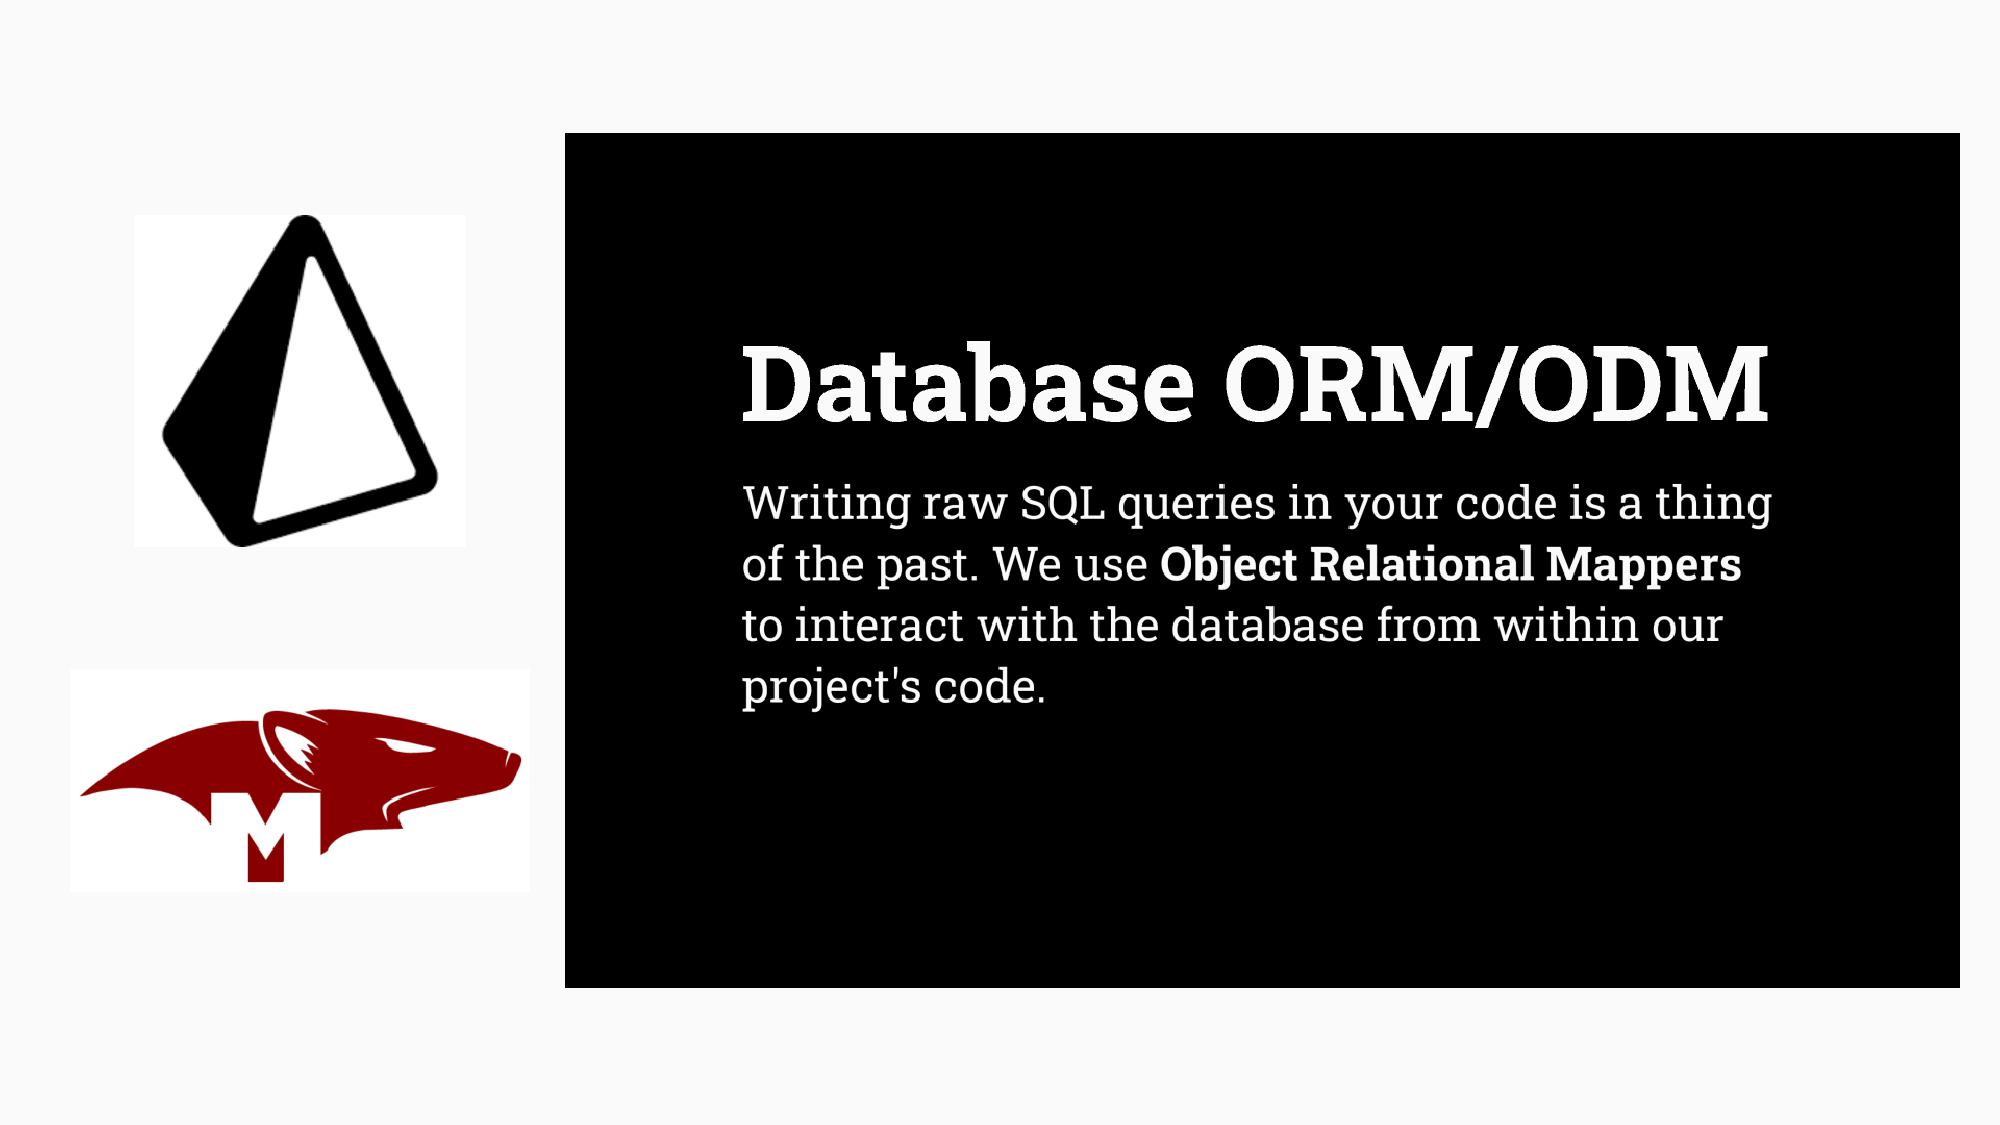 Database ORM/ODM
Writing raw SQL queries in your code is a thing
of the past. We use Object Relational Mappers
to interact with the database from within our
project's code.
M